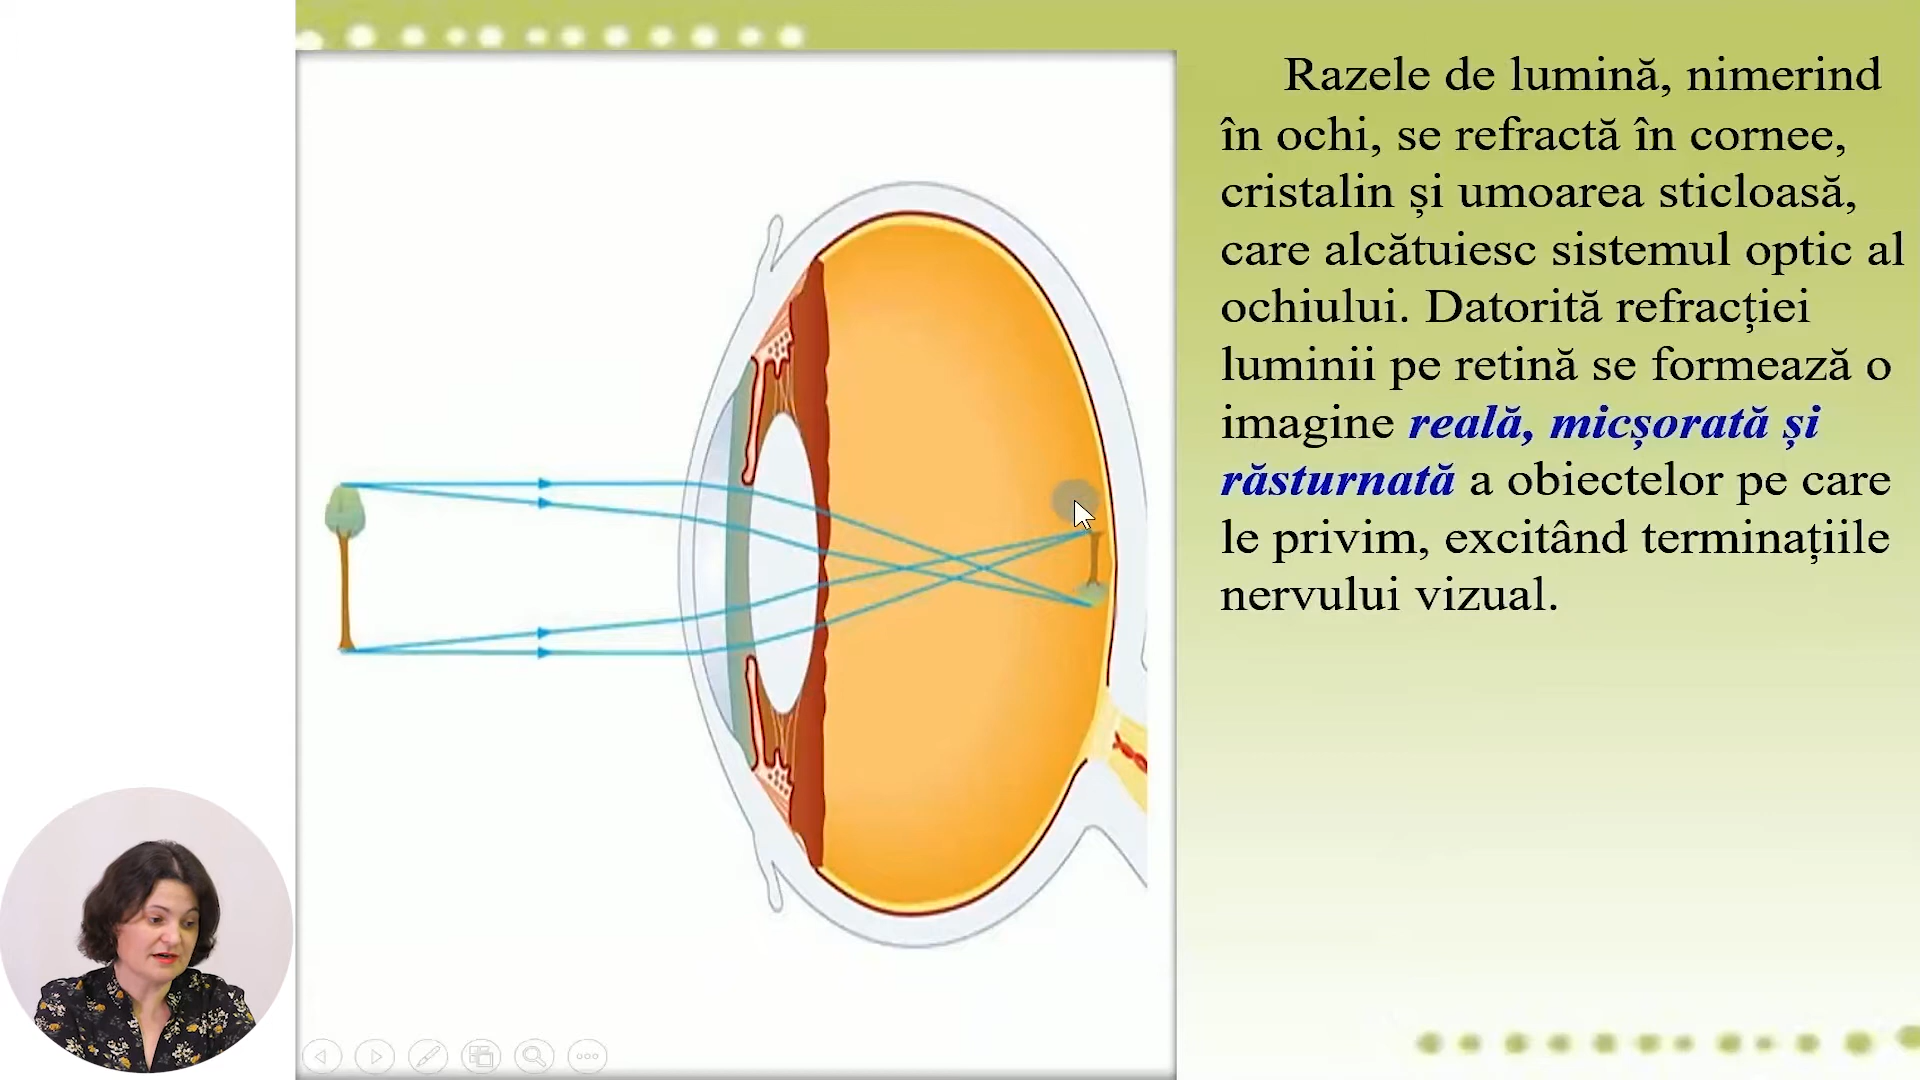 Razele de lumină, nimerind
în ochi, se refractă în cornee,
cristalin și umoarea sticloasă,
care alcătuiesc sistemul optic al
ochiului. Datorită refracției
luminii pe retină se formează o
imagine reală, micșorată și
răsturnată a obiectelor pe care
le privim, excitând terminațiile
nervului vizual.